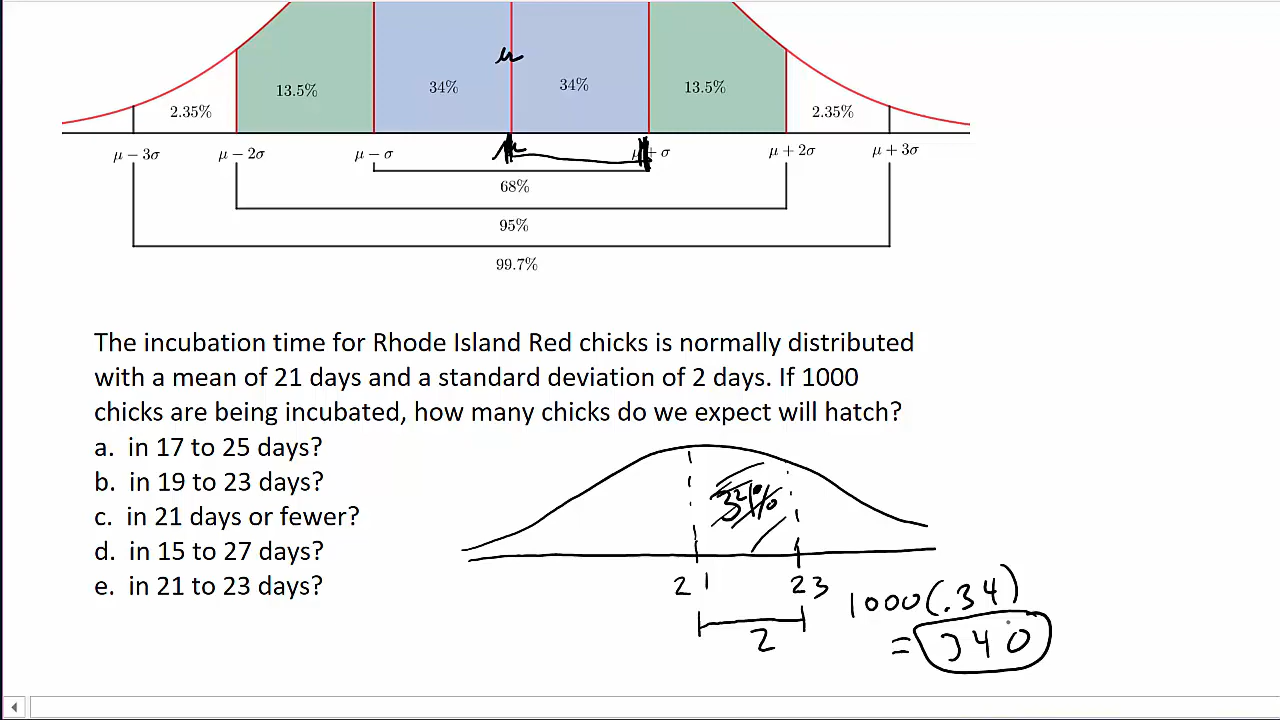 μ
13.5% 34% 34% 13.5%
2.35% 2.35%
μ − 3σ μ − 2σ μ − σ μ μ + σ μ + 2σ μ + 3σ
68%
95%
99.7%
The incubation time for Rhode Island Red chicks is normally distributed
with a mean of 21 days and a standard deviation of 2 days. If 1000
chicks are being incubated, how many chicks do we expect will hatch?
a. in 17 to 25 days?
b. in 19 to 23 days?
c. in 21 days or fewer?
d. in 15 to 27 days?
e. in 21 to 23 days?
34%
21 23
2
1000(.34)
= 340